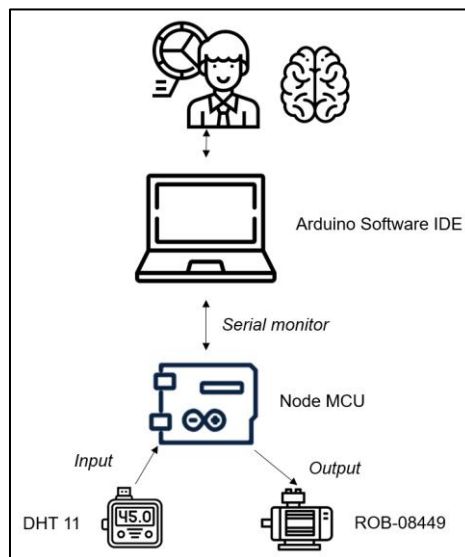 Arduino Software IDE
Serial monitor
Node MCU
Input
Output
DHT 11
45.0
ROB-08449